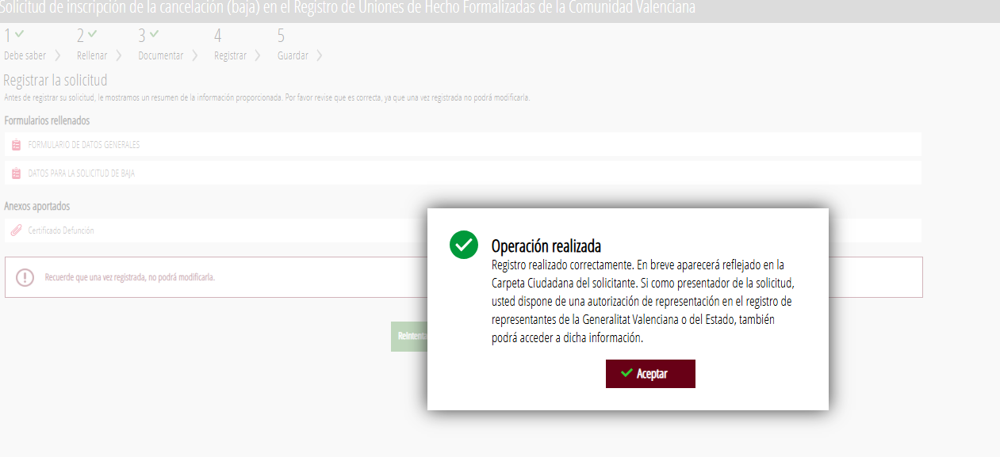 Solicitud de inscripción de la cancelación (baja) en el Registro de Uniones de Hecho Formalizadas de la Comunidad Valenciana
1 2 3 4 5
Debe saber Rellenar Documentar Registrar Guardar
Registrar la solicitud
Antes de registrar su solicitud, le mostramos un resumen de la información proporcionada. Por favor revise que es correcta, ya que una vez registrada no podrá modificarla.
Formularios rellenados
FORMULARIO DE DATOS GENERALES
DATOS PARA LA SOLICITUD DE BAJA
Anexos aportados
Certificado Defunción
Recuerde que una vez registrada, no podrá modificarla.
Operación realizada
Registro realizado correctamente. En breve aparecerá reflejado en la
Carpeta Ciudadana del solicitante. Si como presentador de la solicitud,
usted dispone de una autorización de representación en el registro de
representantes de la Generalitat Valenciana o del Estado, también
podrá acceder a dicha información.
Aceptar